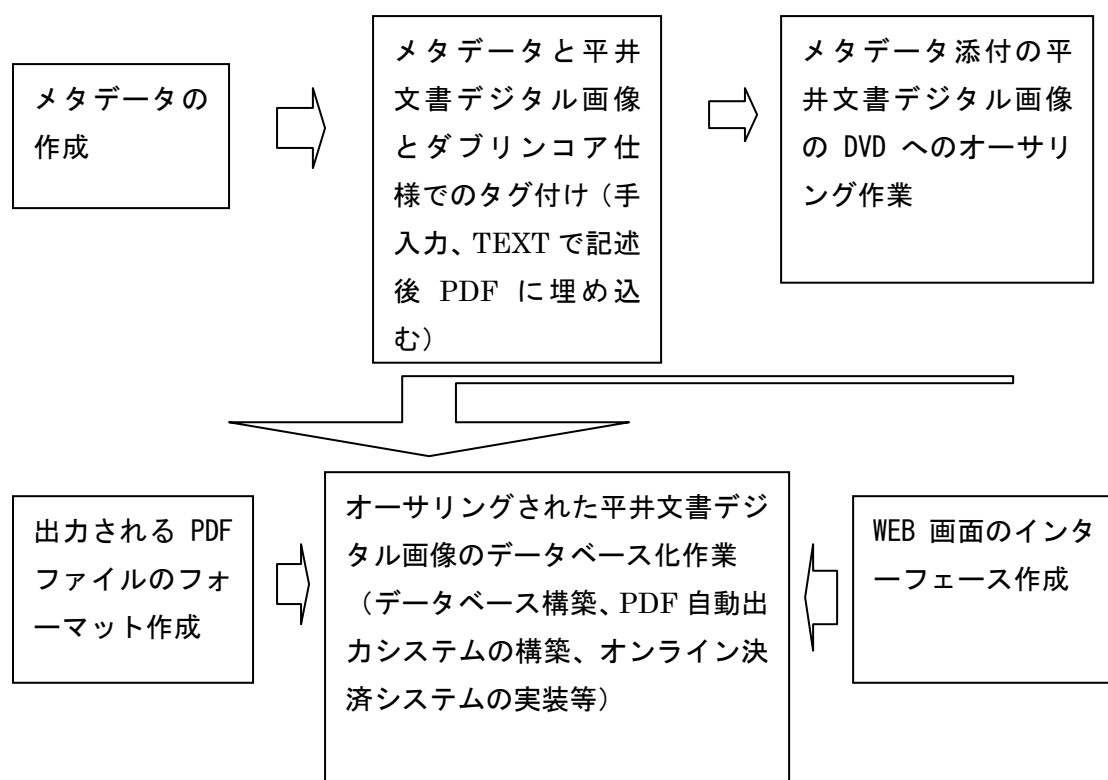 メタデータの
作成
メタデータと平井
文書デジタル画像
とダブリンコア仕
様でのタグ付け（手
入力、TEXT で記述
後 PDF に埋め込
む）
メタデータ添付の平
井文書デジタル画像
の DVD へのオーサリ
ング作業
出力される PDF
ファイルのフォ
ーマット作成
オーサリングされた平井文書デジ
タル画像のデータベース化作業
（データベース構築、PDF 自動出
力システムの構築、オンライン決
済システムの実装等）
WEB 画面のインタ
ーフェース作成